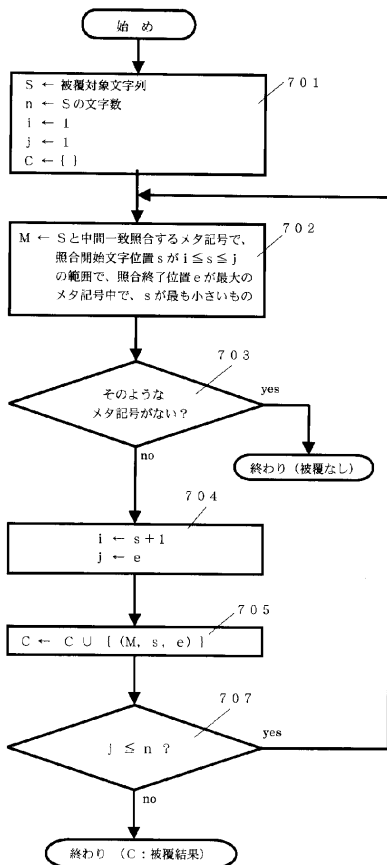 始 め
701
S ← 被覆対象文字列
n ← Sの文字数
i ← 1
j ← 1
C ← { }
702
M ← Sと中間一致照合するメタ記号で、
照合開始文字位置sがi≦s≦j
の範囲で、照合終了位置eが最大の
メタ記号中で、sが最も小さいもの
703
そのような
メタ記号がない？
yes
no
終わり（被覆なし）
704
i ← s+1
j ← e
705
C ← C ∪ { (M, s, e) }
707
j ≦ n ?
yes
no
終わり （C：被覆結果）